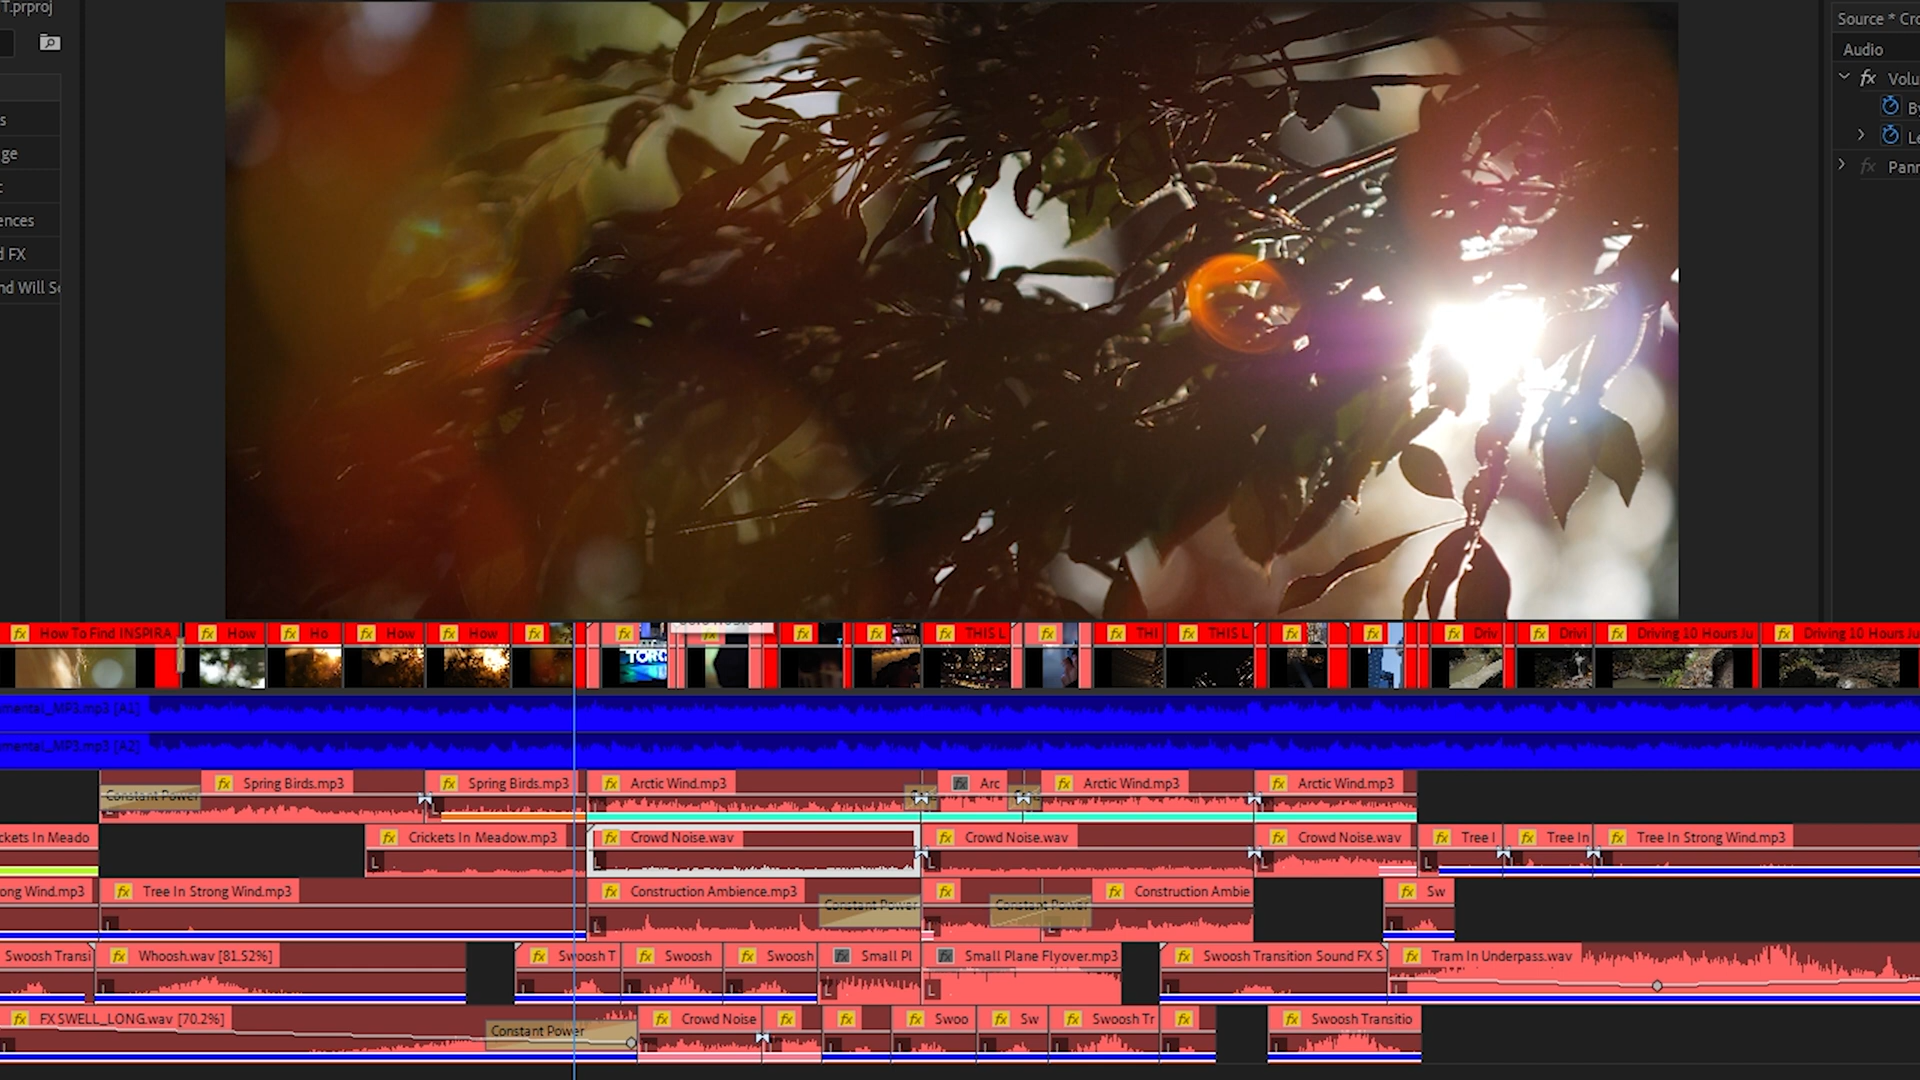 T.prproj
Source * Cro
Audio
Volu
By
Le
Pann
s
ge
ences
d FX
nd Will Se
How To Find INSPIRA
How
Ho
How
How
THIS L
THI
THIS L
Driv
Drivi
Driving 10 Hours Ju
Driving 10 Hours Ju
TORO
mental_MP3.mp3 [A1]
mental_MP3.mp3 [A2]
Constant Power
Spring Birds.mp3
Spring Birds.mp3
Arctic Wind.mp3
Arc
Arctic Wind.mp3
Arctic Wind.mp3
ckets In Meado
Crickets In Meadow.mp3
Crowd Noise.wav
Crowd Noise.wav
Crowd Noise.wav
Tree I
Tree In
Tree In Strong Wind.mp3
ong Wind.mp3
Tree In Strong Wind.mp3
Construction Ambience.mp3
Constant Power
Constant Power
Construction Ambie
Sw
Swoosh Transi
Whoosh.wav [81.52%]
Swoosh T
Swoosh
Swoosh
Small Pl
Small Plane Flyover.mp3
Swoosh Transition Sound FX S
Tram In Underpass.wav
FX SWELL_LONG.wav [70.2%]
Constant Power
Crowd Noise
Swoo
Sw
Swoosh Tr
Swoosh Transitio